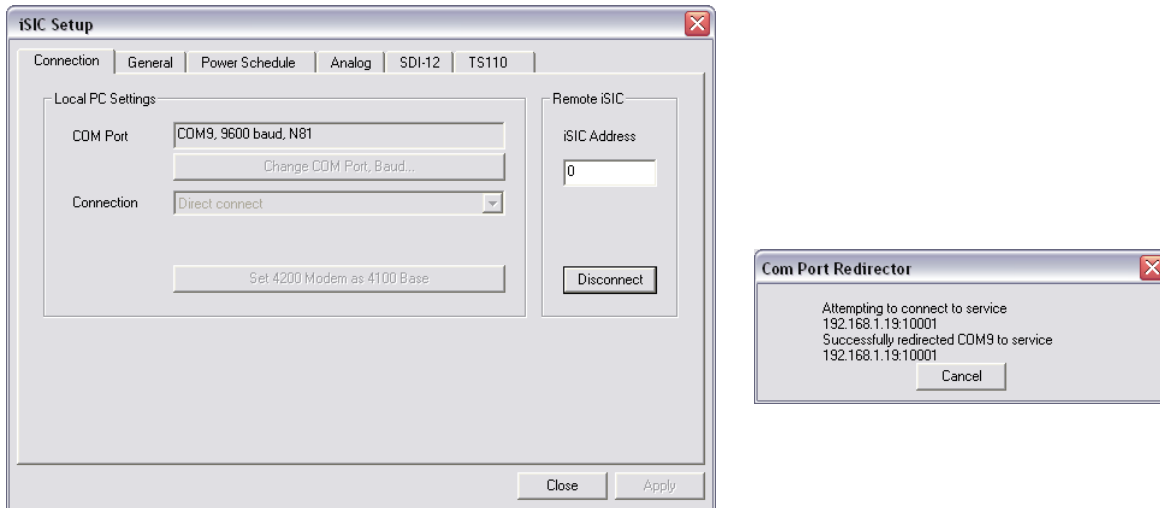 iSIC Setup
Connection General Power Schedule Analog SDI-12 TS110
Local PC Settings
COM Port COM9, 9600 baud, N81
Change COM Port, Baud...
Connection Direct connect
Set 4200 Modem as 4100 Base
Remote iSIC
iSIC Address
0
Disconnect
Close Apply
Com Port Redirector
Attempting to connect to service
192.168.1.19:10001
Successfully redirected COM9 to service
192.168.1.19:10001
Cancel